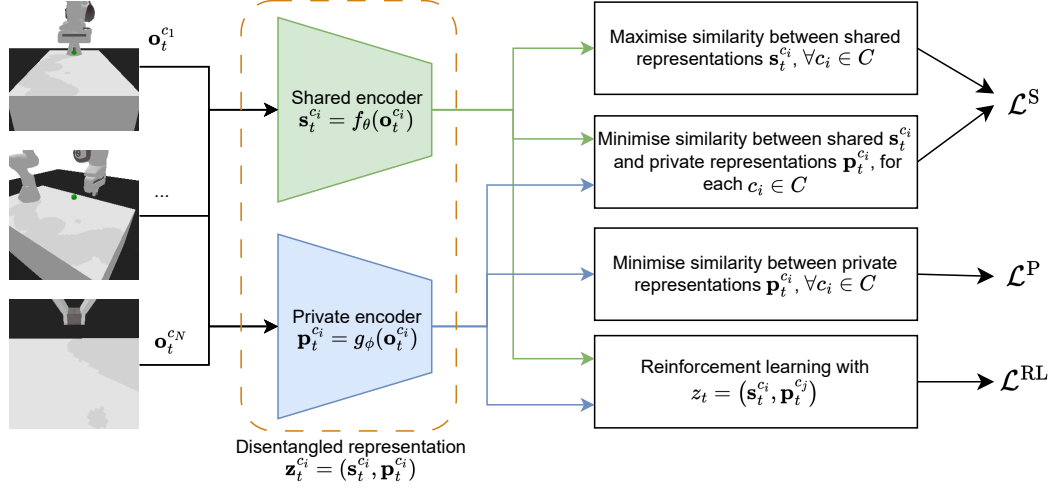 𝐨_t^{c_1}
...
𝐨_t^{c_N}
Shared encoder
𝐬_t^{c_i} = f_θ(𝐨_t^{c_i})
Private encoder
𝐩_t^{c_i} = g_ϕ(𝐨_t^{c_i})
Disentangled representation
𝐳_t^{c_i} = (𝐬_t^{c_i}, 𝐩_t^{c_i})
Maximise similarity between shared
representations 𝐬_t^{c_i}, ∀c_i ∈ C
Minimise similarity between shared 𝐬_t^{c_i}
and private representations 𝐩_t^{c_i}, for
each c_i ∈ C
Minimise similarity between private
representations 𝐩_t^{c_i}, ∀c_i ∈ C
Reinforcement learning with
z_t = (𝐬_t^{c_i}, 𝐩_t^{c_j})
ℒ^S
ℒ^P
ℒ^{RL}